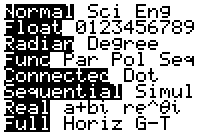 Normal Sci Eng
Float 0123456789
Radian Degree
Func Par Pol Seq
Connected Dot
Sequential Simul
Real a+bi re^θi
Full Horiz G-T